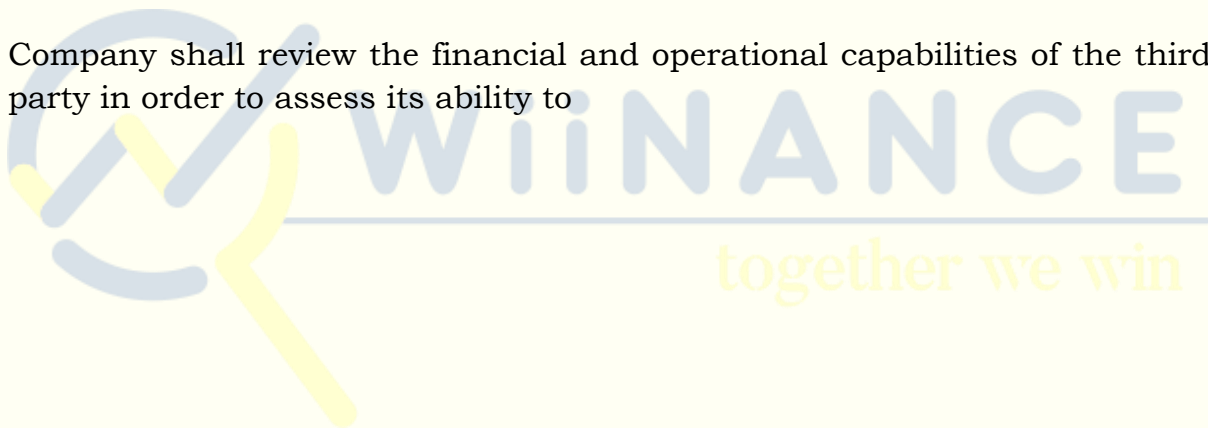 Company shall review the financial and operational capabilities of the third
party in order to assess its ability to
WiiNANCE
together we win